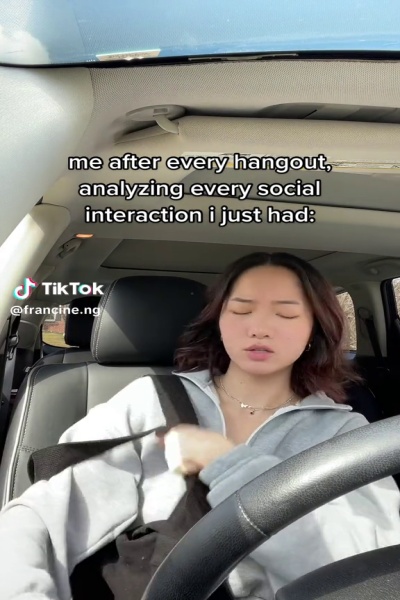 me after every hangout,
analyzing every social
interaction i just had:
TikTok
@francine.ng